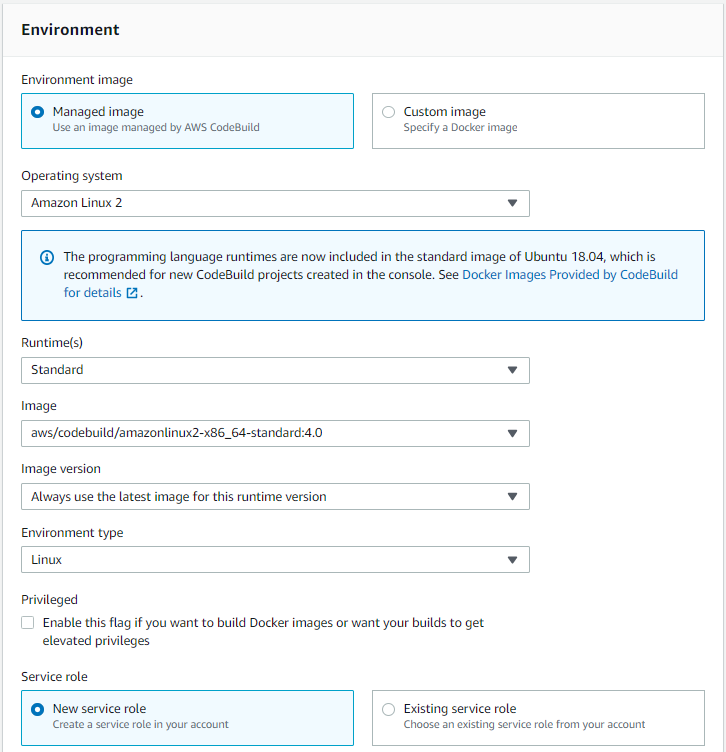 Environment
Environment image
Managed image
Use an image managed by AWS CodeBuild
Custom image
Specify a Docker image
Operating system
Amazon Linux 2
The programming language runtimes are now included in the standard image of Ubuntu 18.04, which is
recommended for new CodeBuild projects created in the console. See Docker Images Provided by CodeBuild
for details .
Runtime(s)
Standard
Image
aws/codebuild/amazonlinux2-x86_64-standard:4.0
Image version
Always use the latest image for this runtime version
Environment type
Linux
Privileged
Enable this flag if you want to build Docker images or want your builds to get
elevated privileges
Service role
New service role
Create a service role in your account
Existing service role
Choose an existing service role from your account